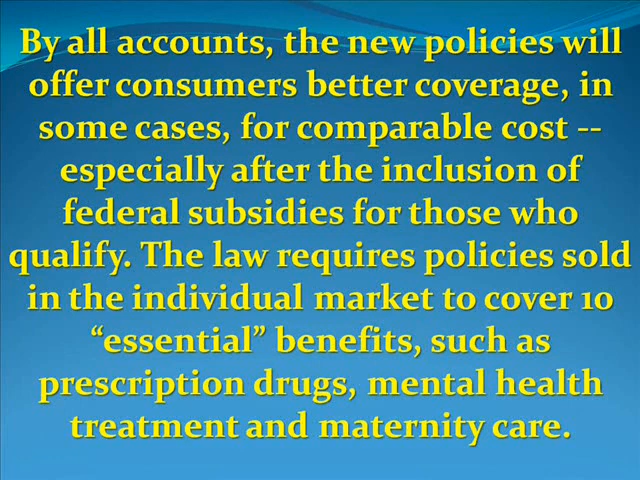 By all accounts, the new policies will
offer consumers better coverage, in
some cases, for comparable cost --
especially after the inclusion of
federal subsidies for those who
qualify. The law requires policies sold
in the individual market to cover 10
“essential” benefits, such as
prescription drugs, mental health
treatment and maternity care.